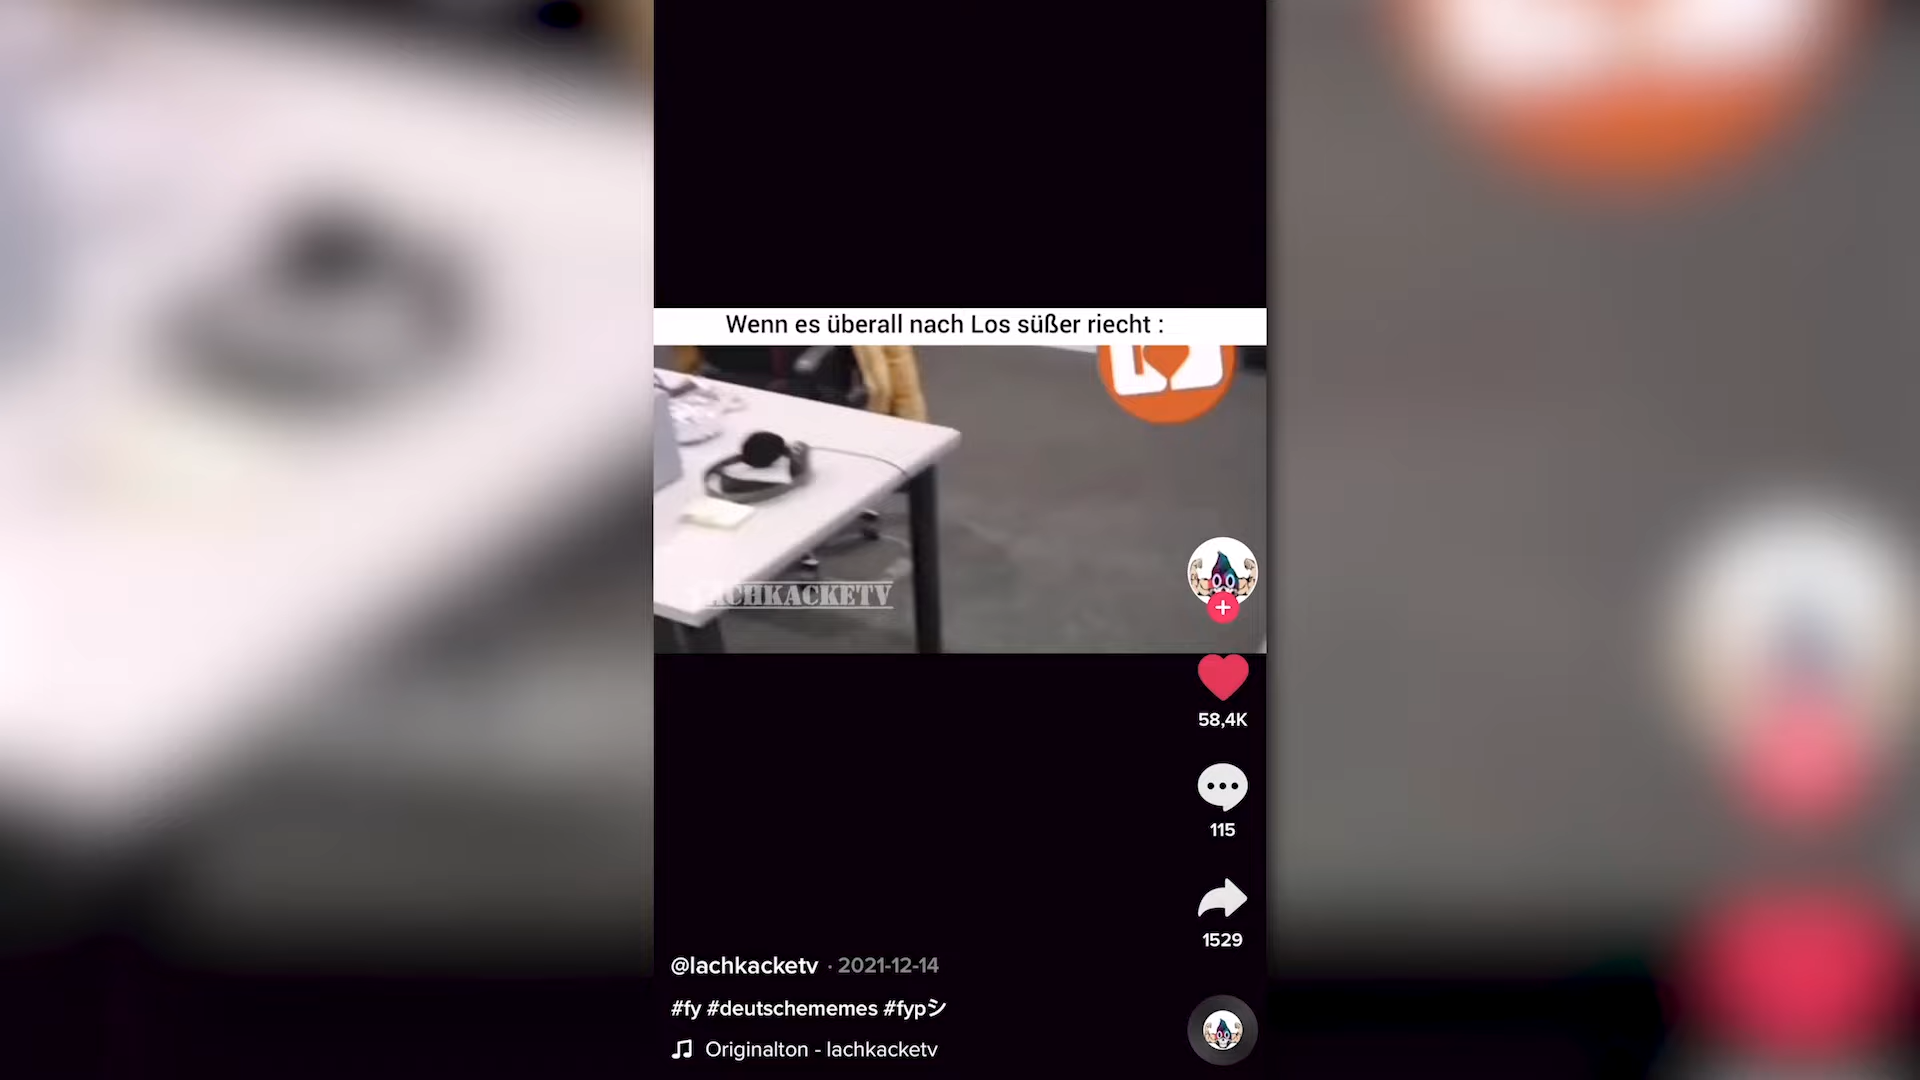 Wenn es überall nach Los süßer riecht :
LACHKACKETV
58,4K
115
1529
@lachkacketv · 2021-12-14
#fy #deutschememes #fypシ
Originalton - lachkacketv